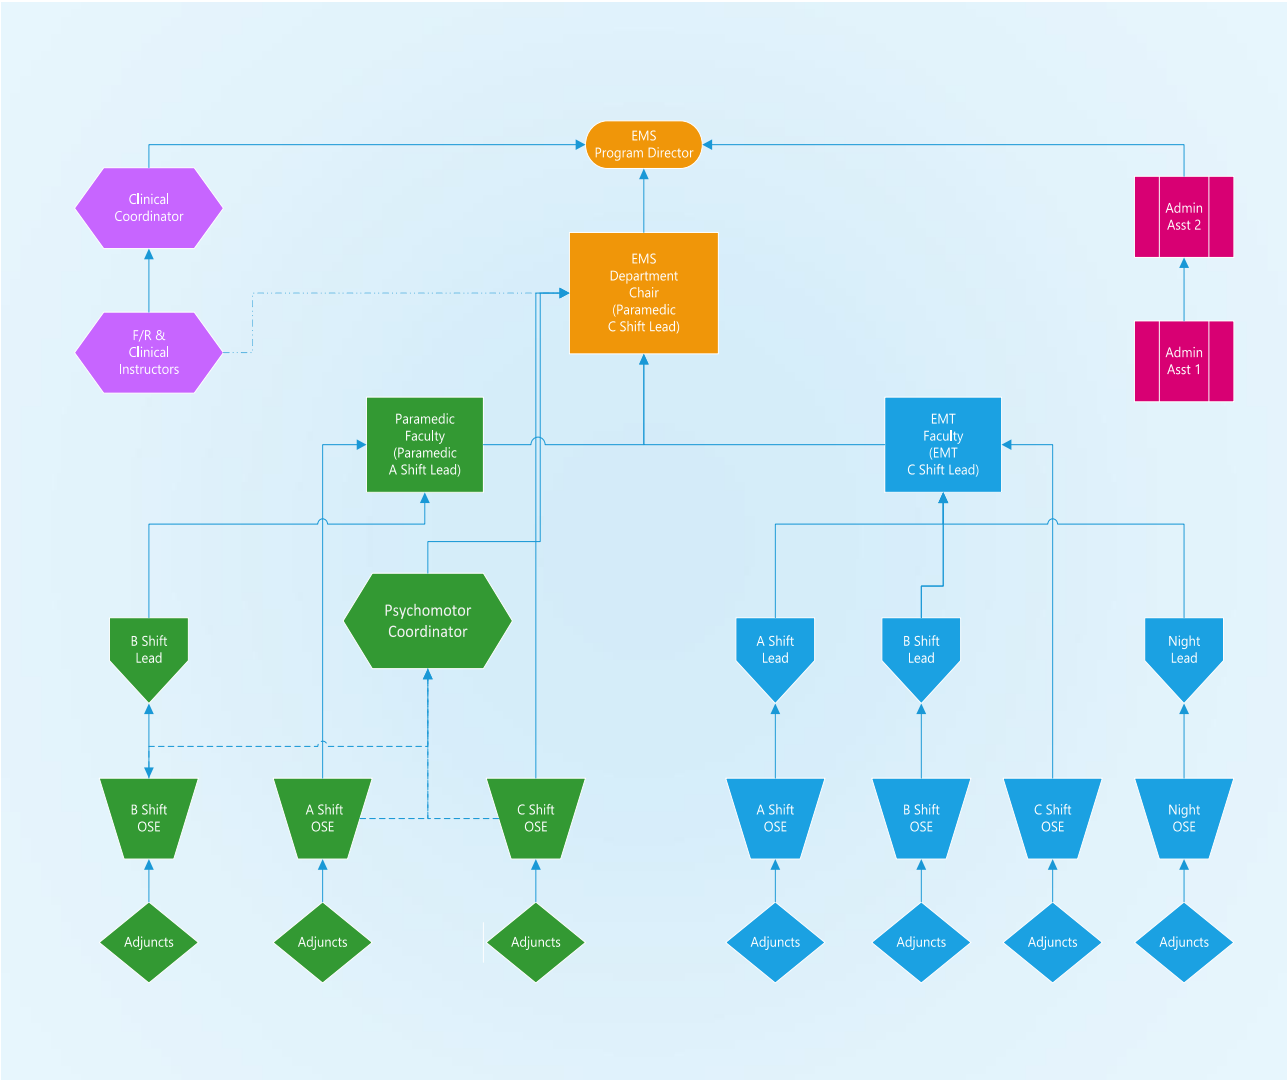 EMS
Program Director
Clinical
Coordinator
Admin
Asst 2
EMS
Department
Chair
(Paramedic
C Shift Lead)
F/R &
Clinical
Instructors
Admin
Asst 1
Paramedic
Faculty
(Paramedic
A Shift Lead)
EMT
Faculty
(EMT
C Shift Lead)
Psychomotor
Coordinator
B Shift
Lead
A Shift
Lead
B Shift
Lead
Night
Lead
B Shift
OSE
A Shift
OSE
C Shift
OSE
A Shift
OSE
B Shift
OSE
C Shift
OSE
Night
OSE
Adjuncts
Adjuncts
Adjuncts
Adjuncts
Adjuncts
Adjuncts
Adjuncts